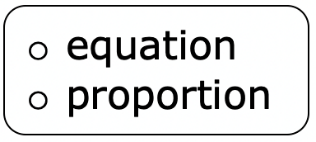 ○ equation
○ proportion